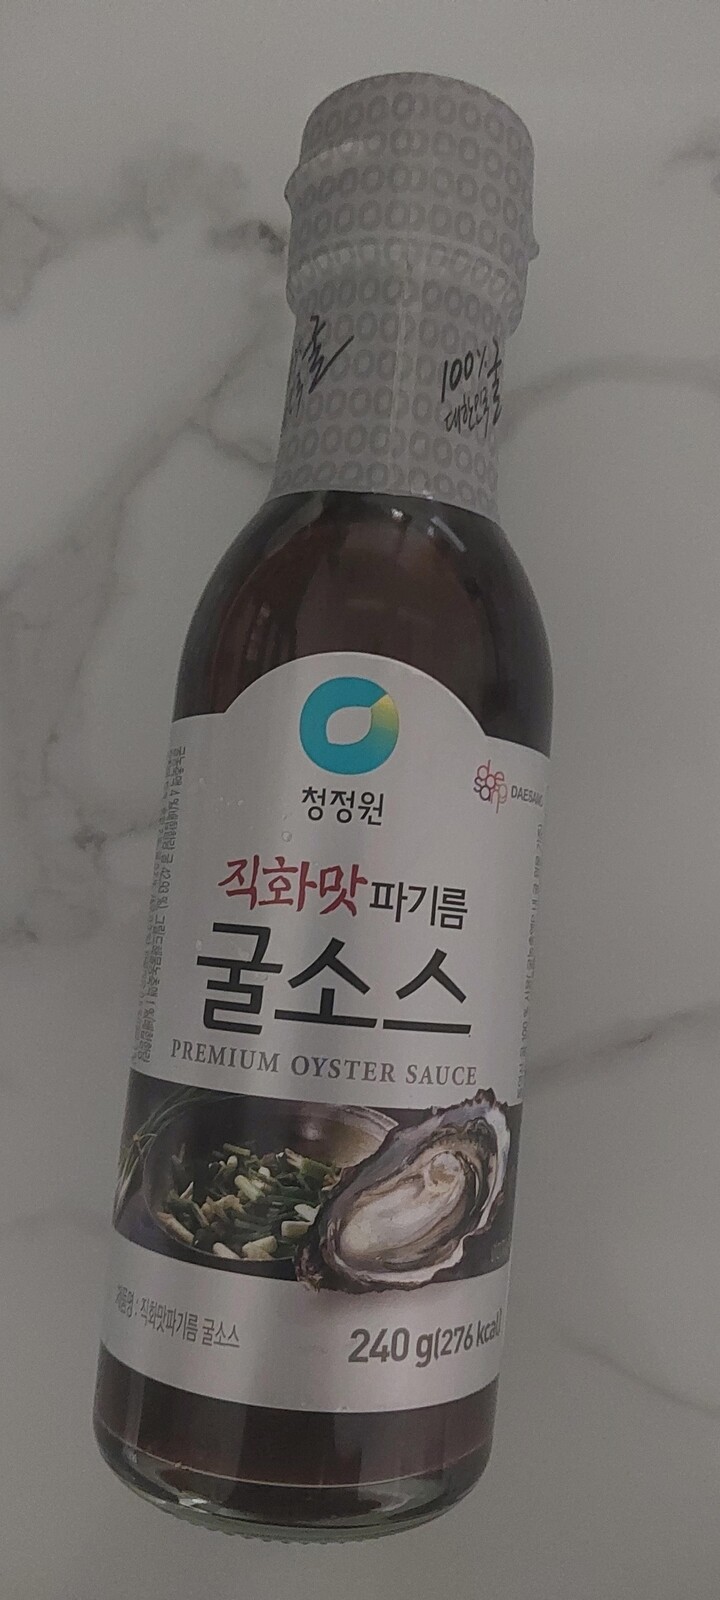 100% 굴
대한민국
청정원
DAESANG
직화맛 파기름
굴소스
PREMIUM OYSTER SAUCE
제품명 : 직화맛파기름 굴소스
240 g(276 kcal)